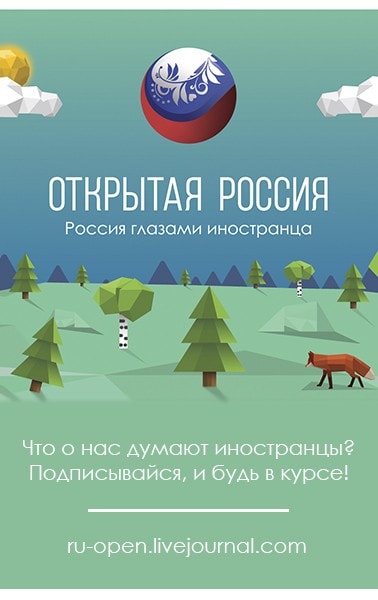 ОТКРЫТАЯ РОССИЯ
Россия глазами иностранца
Что о нас думают иностранцы?
Подписывайся, и будь в курсе!
ru-open.livejournal.com